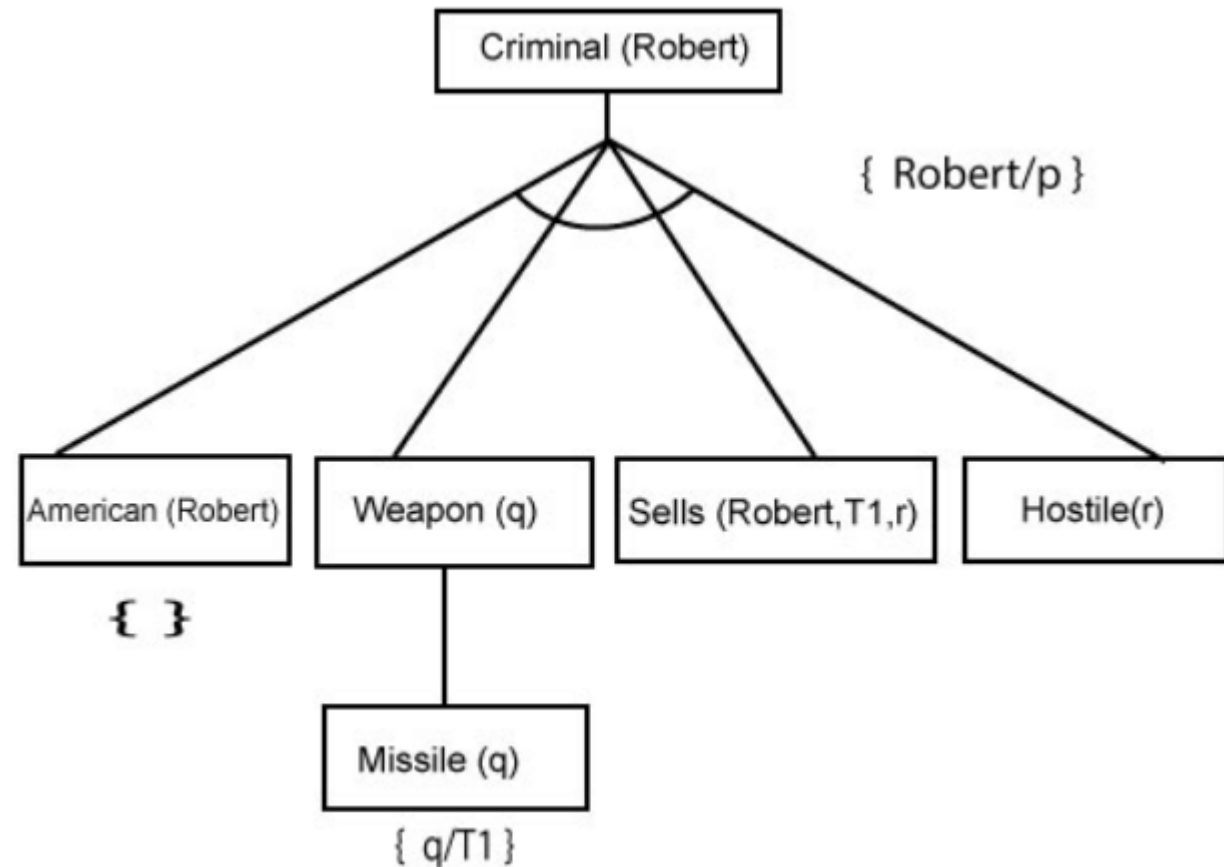 Criminal (Robert)
{ Robert/p }
American (Robert)
Weapon (q)
Sells (Robert,T1,r)
Hostile(r)
{ }
Missile (q)
{ q/T1 }